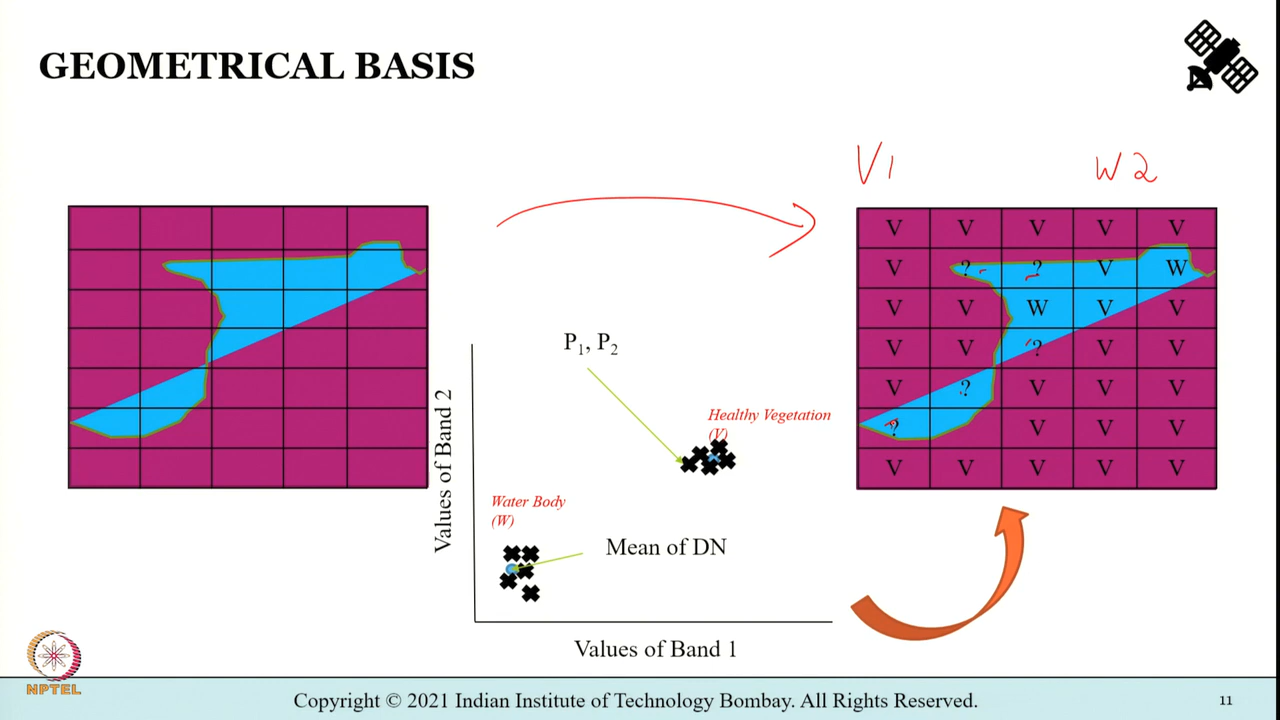 GEOMETRICAL BASIS
V1 W2
V V V V V
V ? ? V W
V V W V V
V V ? V V
V ? V V V
? V V V
V V V V V
P₁, P₂
Healthy Vegetation
(V)
Water Body
(W)
Mean of DN
Values of Band 2
Values of Band 1
NPTEL
Copyright © 2021 Indian Institute of Technology Bombay. All Rights Reserved.
11